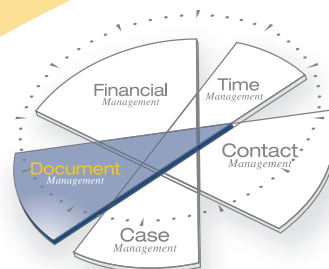 Financial
Management
Time
Management
Contact
Management
Document
Management
Case
Management